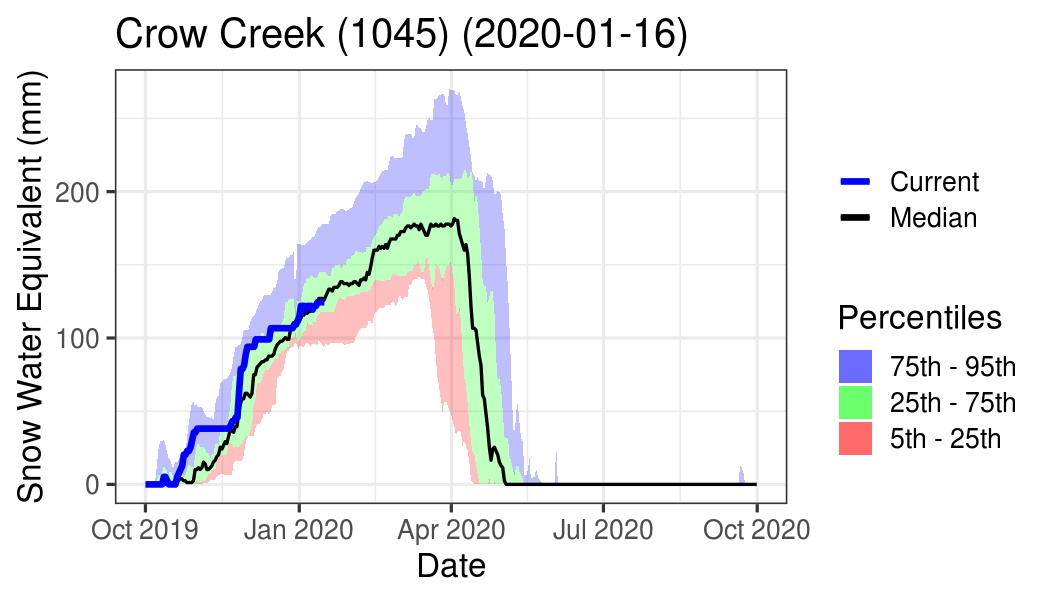 Crow Creek (1045) (2020-01-16)
Snow Water Equivalent (mm)
200
100
0
Oct 2019 Jan 2020 Apr 2020 Jul 2020 Oct 2020
Date
Current
Median
Percentiles
75th - 95th
25th - 75th
5th - 25th